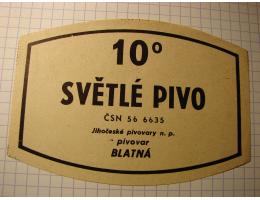 10°
SVĚTLÉ PIVO
ČSN 56 6635
Jihočeské pivovary n. p.
pivovar
BLATNÁ